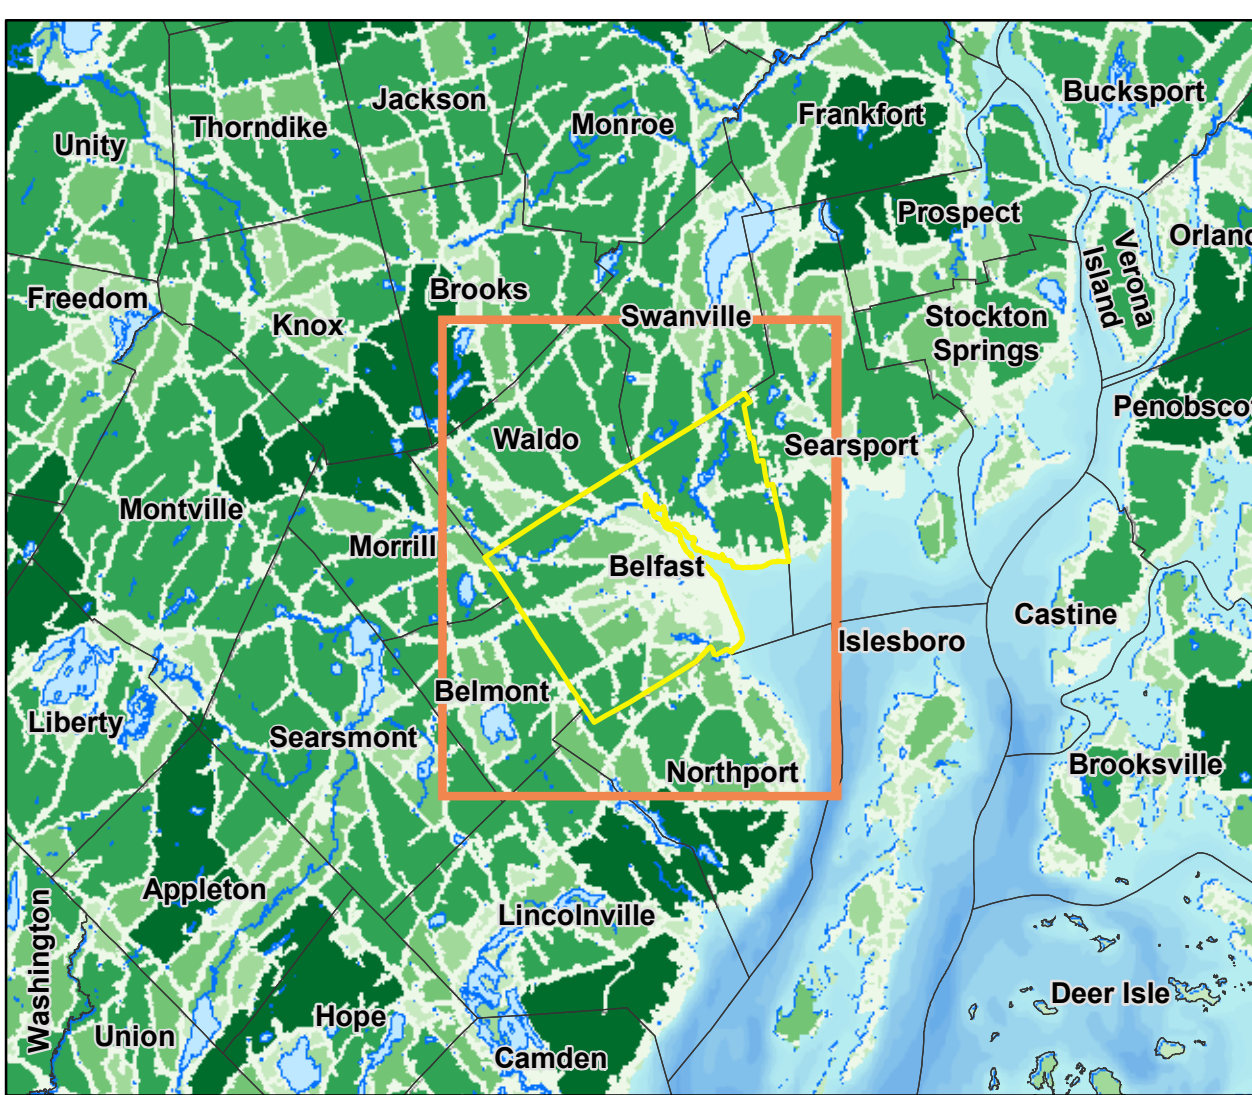 Jackson
Bucksport
Thorndike
Monroe
Frankfort
Unity
Prospect
Orland
Verona
Island
Freedom
Brooks
Knox
Swanville
Stockton
Springs
Penobscot
Waldo
Searsport
Montville
Morrill
Belfast
Castine
Islesboro
Belmont
Liberty
Searsmont
Northport
Brooksville
Appleton
Lincolnville
Washington
Deer Isle
Hope
Union
Camden